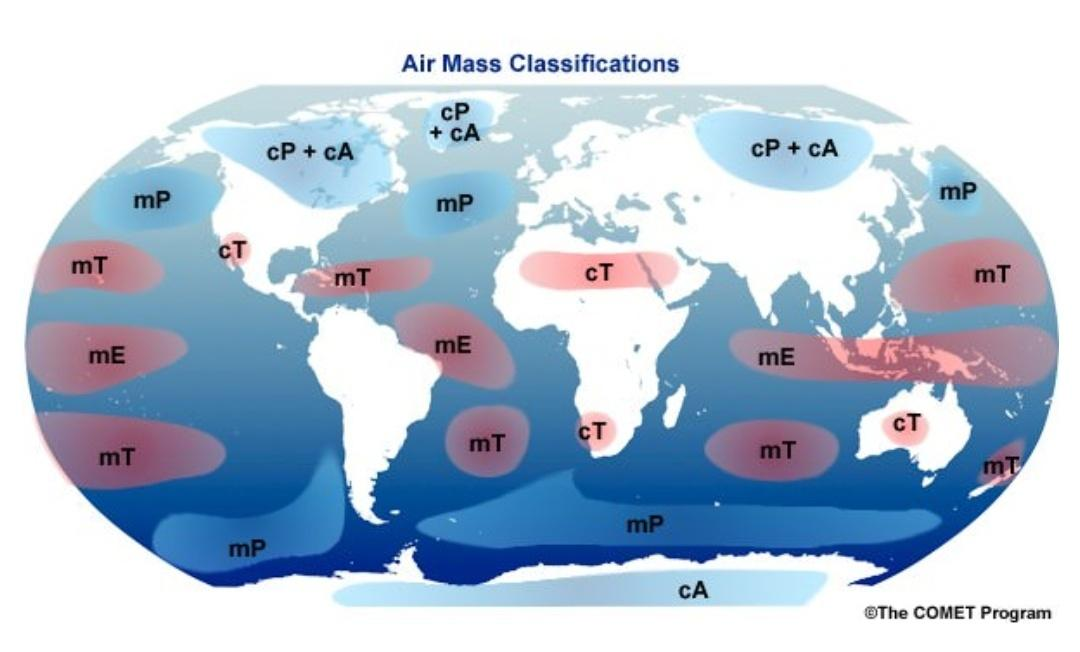 Air Mass Classifications
cP
+ cA
cP + cA
cP + cA
mP
mP
mP
cT
mT
mT
cT
mT
mE
mE
mE
mT
mT
cT
mT
cT
mT
mP
mP
cA
©The COMET Program